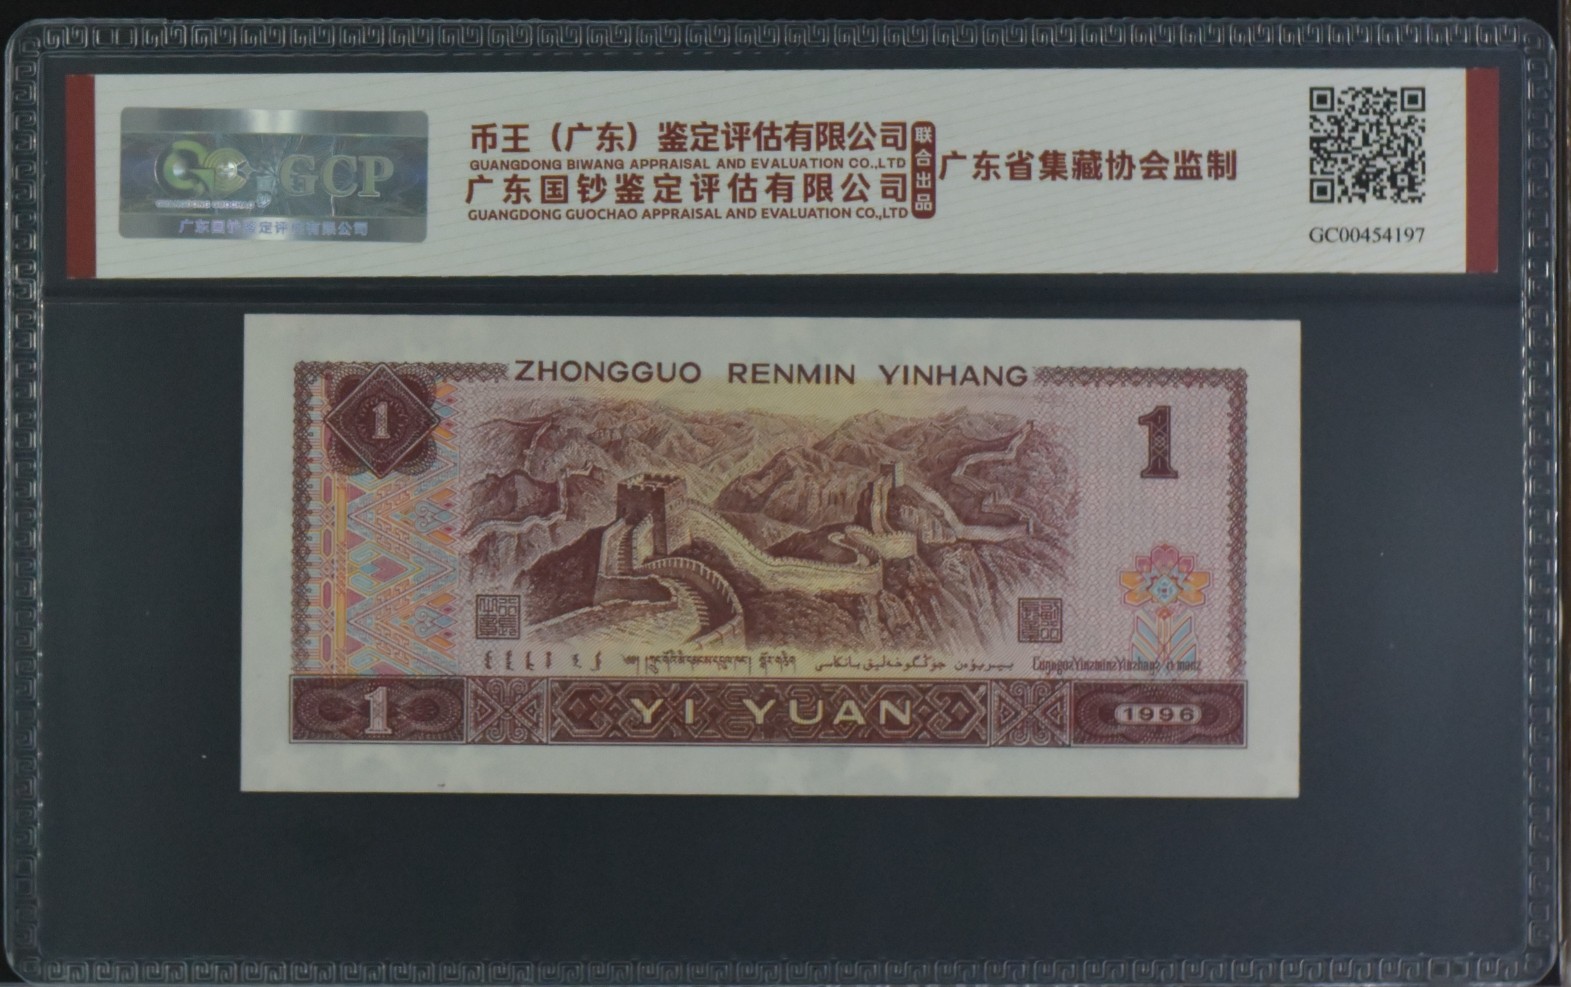 GCP
广东国钞鉴定评估有限公司
币王（广东）鉴定评估有限公司
GUANGDONG BIWANG APPRAISAL AND EVALUATION CO.,LTD
广东国钞鉴定评估有限公司
GUANGDONG GUOCHAO APPRAISAL AND EVALUATION CO.,LTD
联合出品
广东省集藏协会监制
GC00454197
ZHONGGUO RENMIN YINHANG
1
1
1
YI YUAN
1996